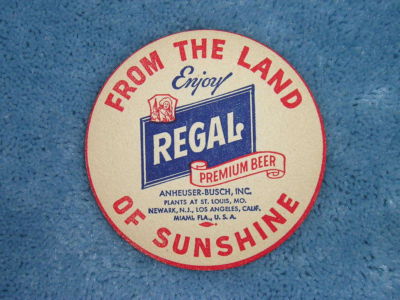 FROM THE LAND
Enjoy
REGAL
PREMIUM BEER
ANHEUSER-BUSCH, INC.
PLANTS AT ST. LOUIS, MO.
NEWARK, N.J., LOS ANGELES, CALIF.
MIAMI FLA., U. S. A.
OF SUNSHINE